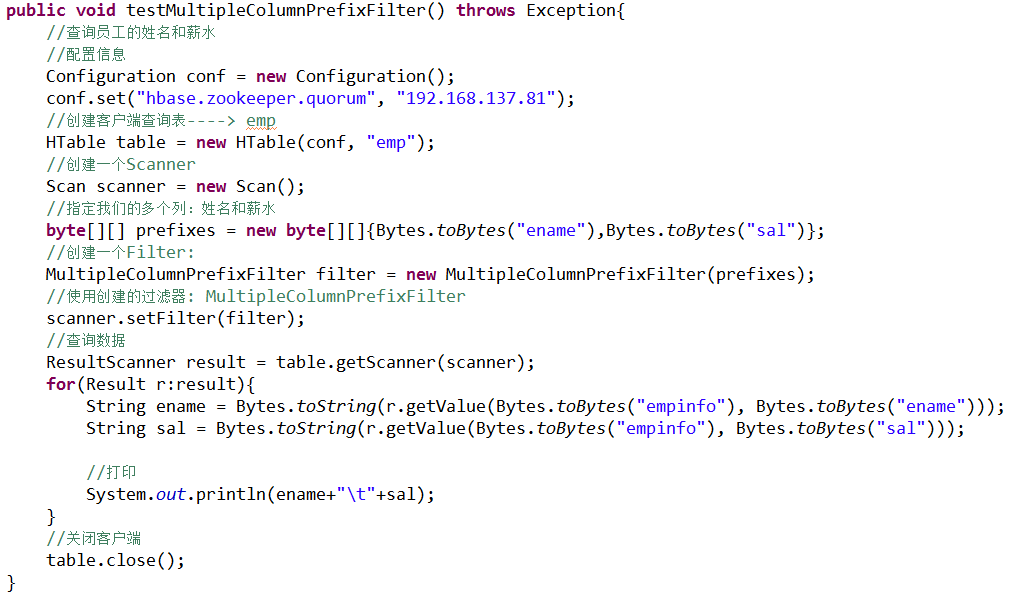 public void testMultipleColumnPrefixFilter() throws Exception{
    //查询员工的姓名和薪水
    //配置信息
    Configuration conf = new Configuration();
    conf.set("hbase.zookeeper.quorum", "192.168.137.81");
    //创建客户端查询表----> emp
    HTable table = new HTable(conf, "emp");
    //创建一个Scanner
    Scan scanner = new Scan();
    //指定我们的多个列：姓名和薪水
    byte[][] prefixes = new byte[][]{Bytes.toBytes("ename"),Bytes.toBytes("sal")};
    //创建一个Filter:
    MultipleColumnPrefixFilter filter = new MultipleColumnPrefixFilter(prefixes);
    //使用创建的过滤器: MultipleColumnPrefixFilter
    scanner.setFilter(filter);
    //查询数据
    ResultScanner result = table.getScanner(scanner);
    for(Result r:result){
        String ename = Bytes.toString(r.getValue(Bytes.toBytes("empinfo"), Bytes.toBytes("ename")));
        String sal = Bytes.toString(r.getValue(Bytes.toBytes("empinfo"), Bytes.toBytes("sal")));
        //打印
        System.out.println(ename+"\t"+sal);
    }
    //关闭客户端
    table.close();
}